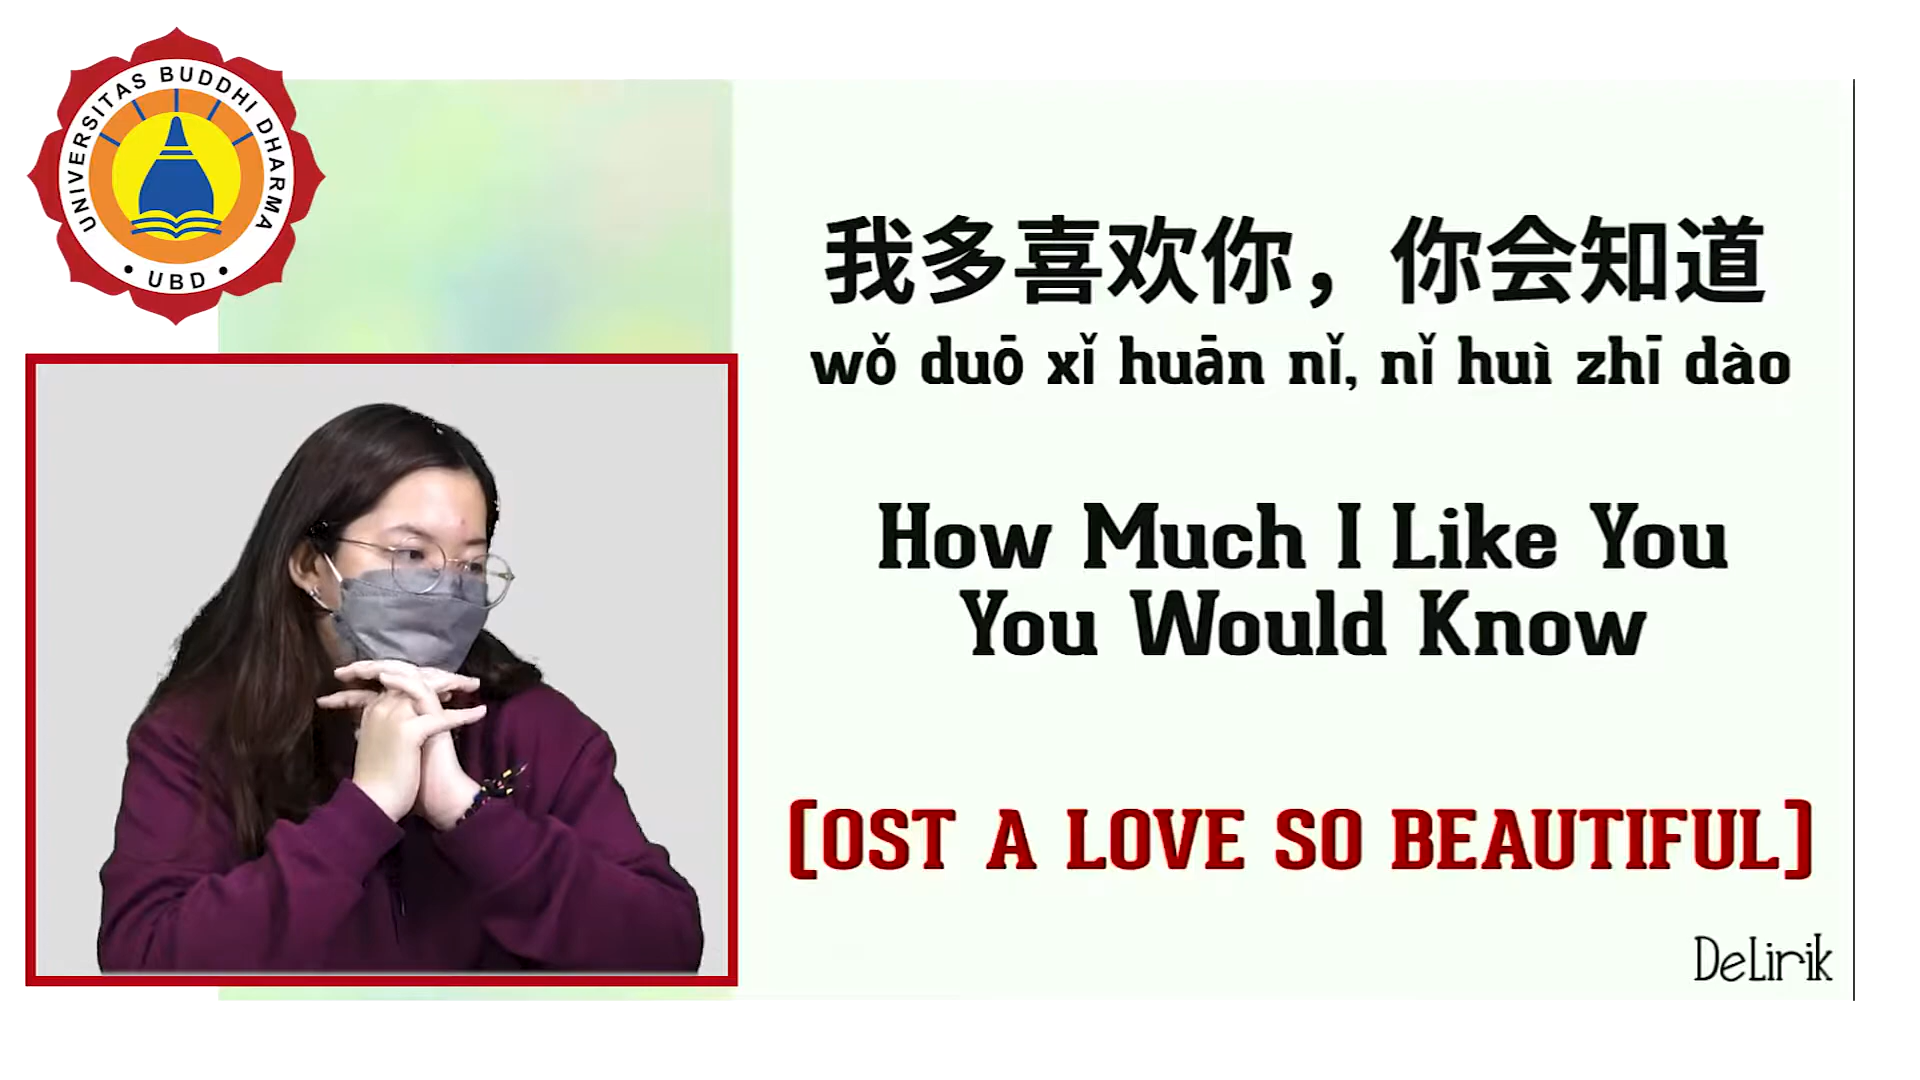 UNIVERSITAS BUDDHI DHARMA
• UBD •
我多喜欢你，你会知道
wǒ duō xǐ huān nǐ, nǐ huì zhī dào
How Much I Like You
You Would Know
[OST A LOVE SO BEAUTIFUL]
DeLirik